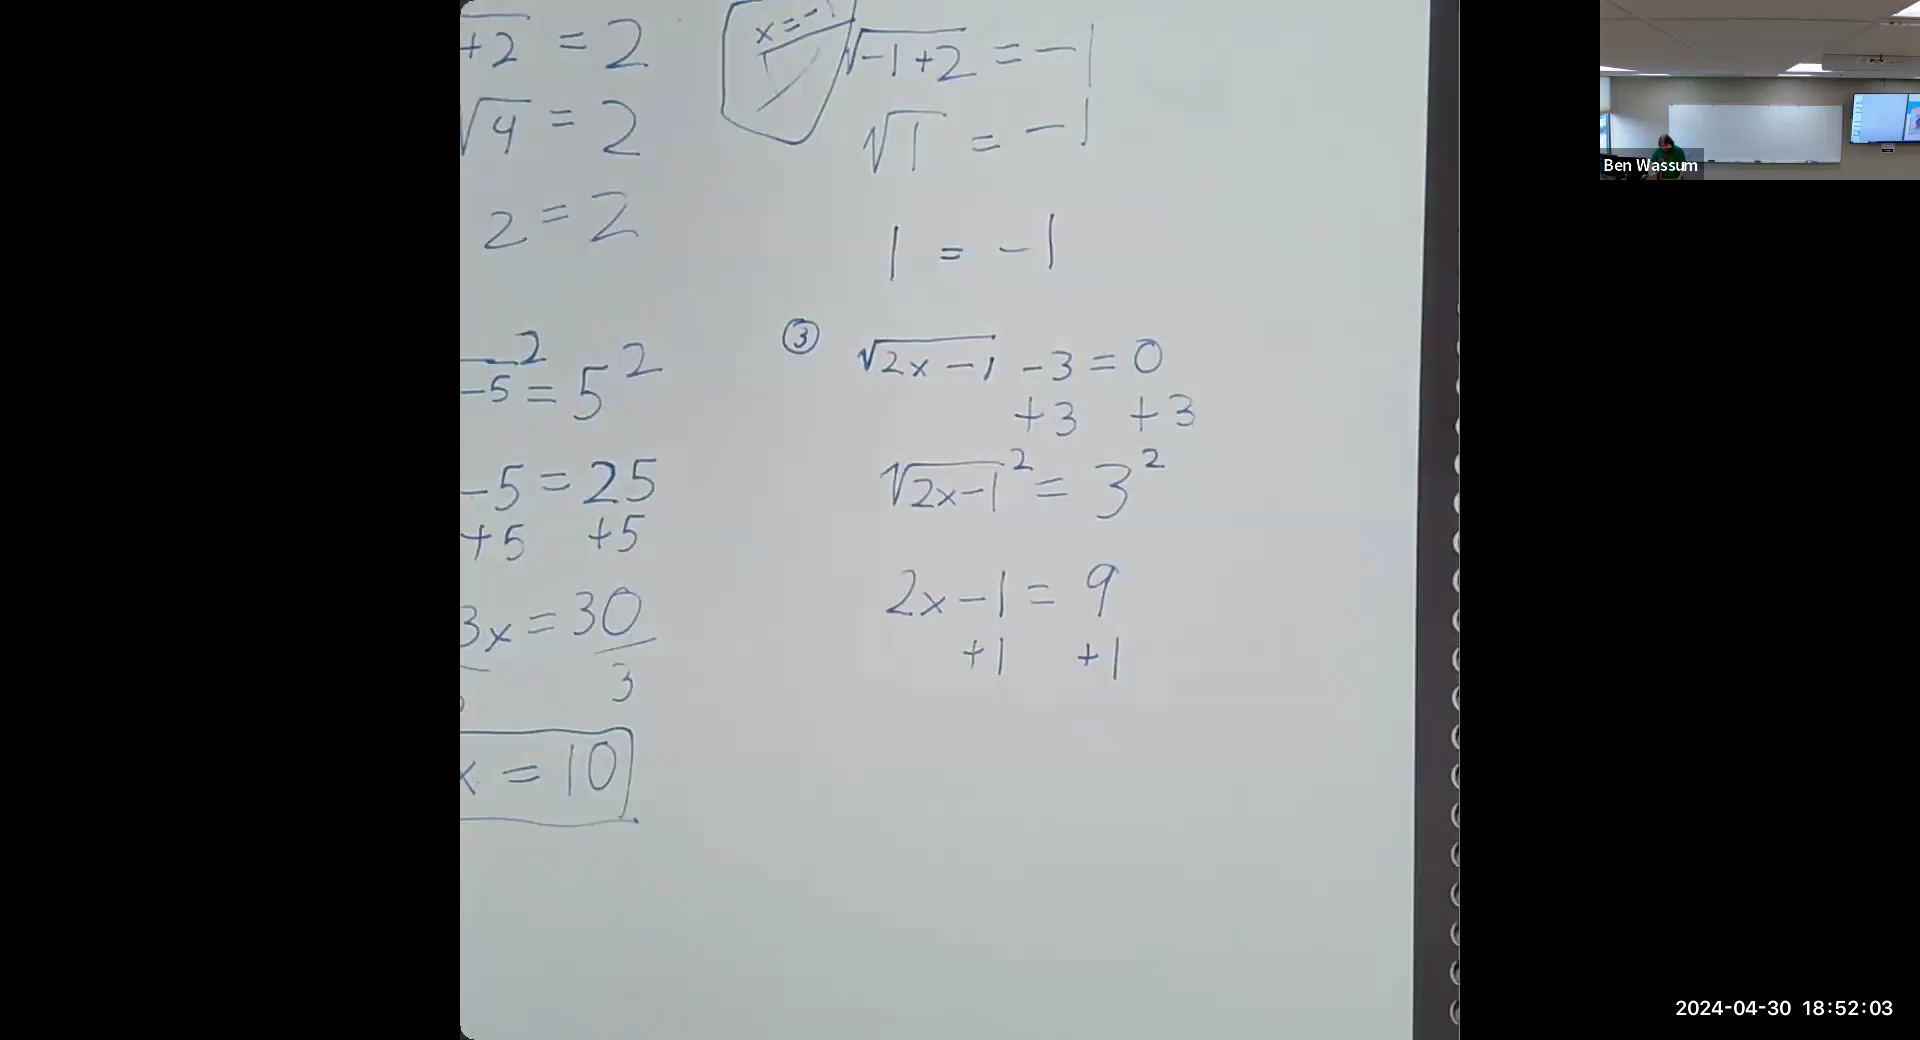 +2 = 2
√4 = 2
2 = 2
2
-5 = 5²
-5 = 25
+5 +5
3x = 30
3
x = 10
x = -1
√-1+2 = -1
√1 = -1
1 = -1
③ √2x-1 - 3 = 0
+3 +3
√2x-1² = 3²
2x-1 = 9
+1 +1
Ben Wassum
2024-04-30 18:52:03